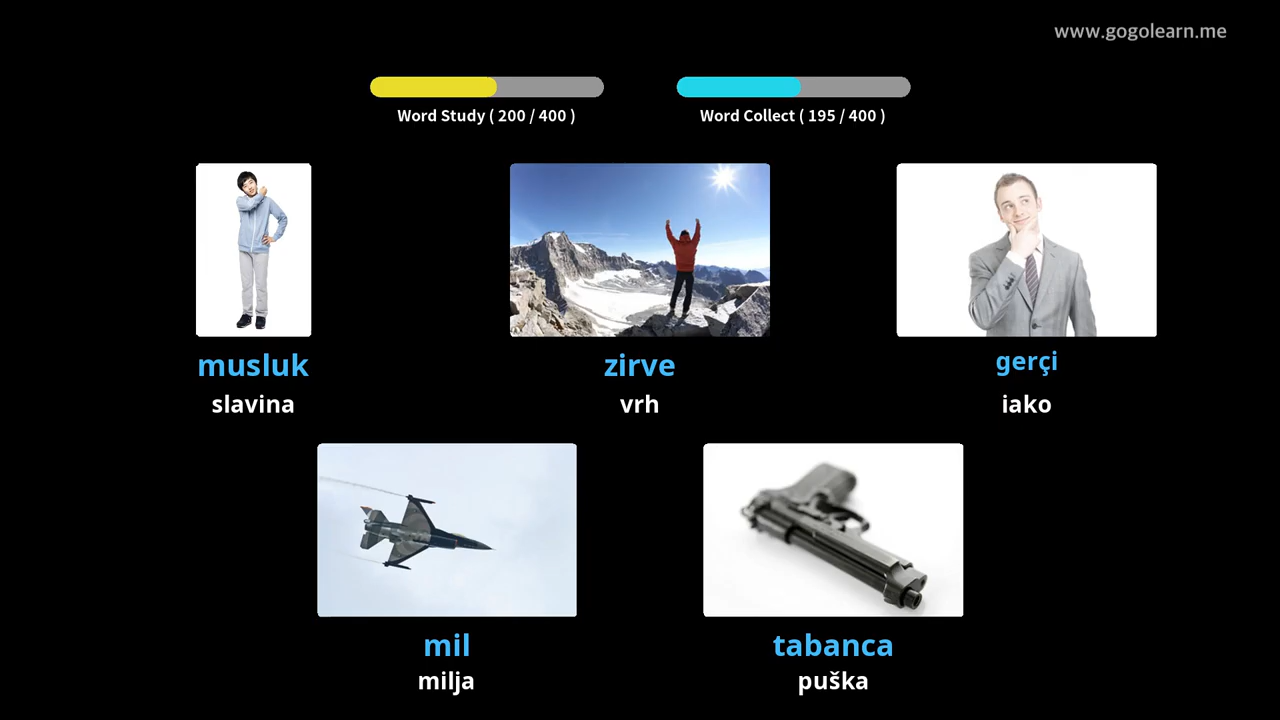 www.gogolearn.me
Word Study ( 200 / 400 )
Word Collect ( 195 / 400 )
musluk
slavina
zirve
vrh
gerçi
iako
mil
milja
tabanca
puška